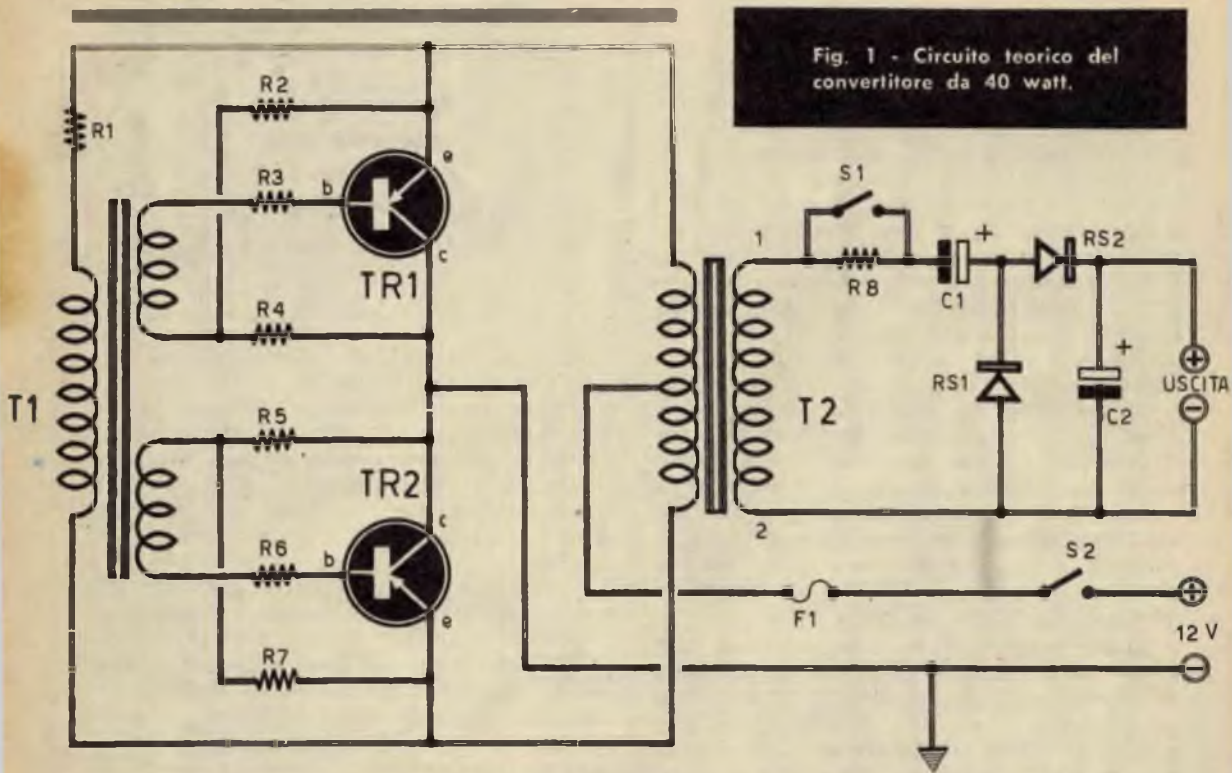 Fig. 1 - Circuito teorico del
convertitore da 40 watt.
R1
R2
R3
b
e
c
TR1
R4
T1
R5
TR2
R6
b
c
e
R7
T2
1
2
S1
R8
C1
+
RS2
RS1
+
C2
+
USCITA
−
F1
S2
+
12 V
−